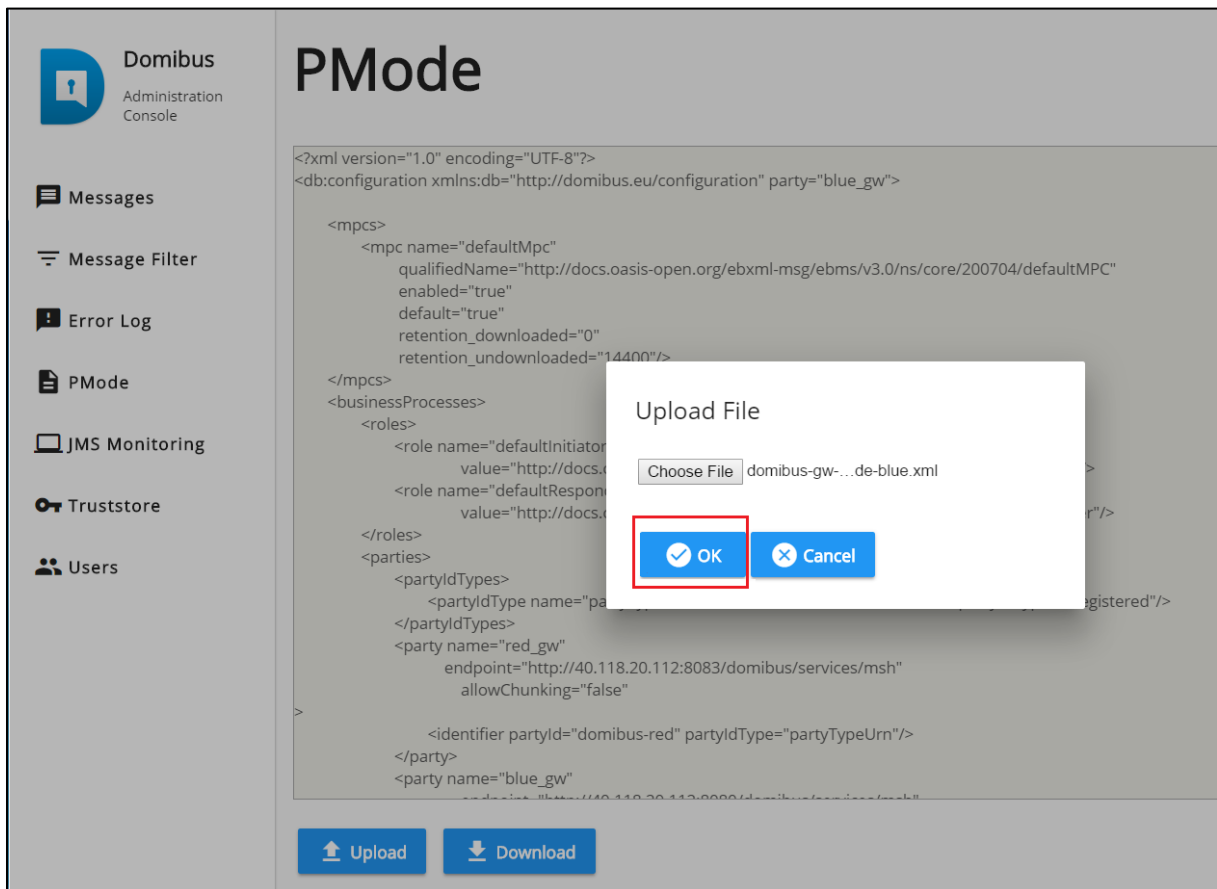 Domibus
Administration
Console
Messages
Message Filter
Error Log
PMode
JMS Monitoring
Truststore
Users
PMode
<?xml version="1.0" encoding="UTF-8"?>
<db:configuration xmlns:db="http://domibus.eu/configuration" party="blue_gw">
<mpcs>
<mpc name="defaultMpc"
qualifiedName="http://docs.oasis-open.org/ebxml-msg/ebms/v3.0/ns/core/200704/defaultMPC"
enabled="true"
default="true"
retention_downloaded="0"
retention_undownloaded="14400"/>
</mpcs>
<businessProcesses>
<roles>
<role name="defaultInitiator
value="http://docs.
<role name="defaultRespon
value="http://docs. r"/>
</roles>
<parties>
<partyIdTypes>
<partyIdType name="pa egistered"/>
</partyIdTypes>
<party name="red_gw"
endpoint="http://40.118.20.112:8083/domibus/services/msh"
allowChunking="false"
>
<identifier partyId="domibus-red" partyIdType="partyTypeUrn"/>
</party>
<party name="blue_gw"
Upload File
Choose File domibus-gw-...de-blue.xml
OK Cancel
Upload Download